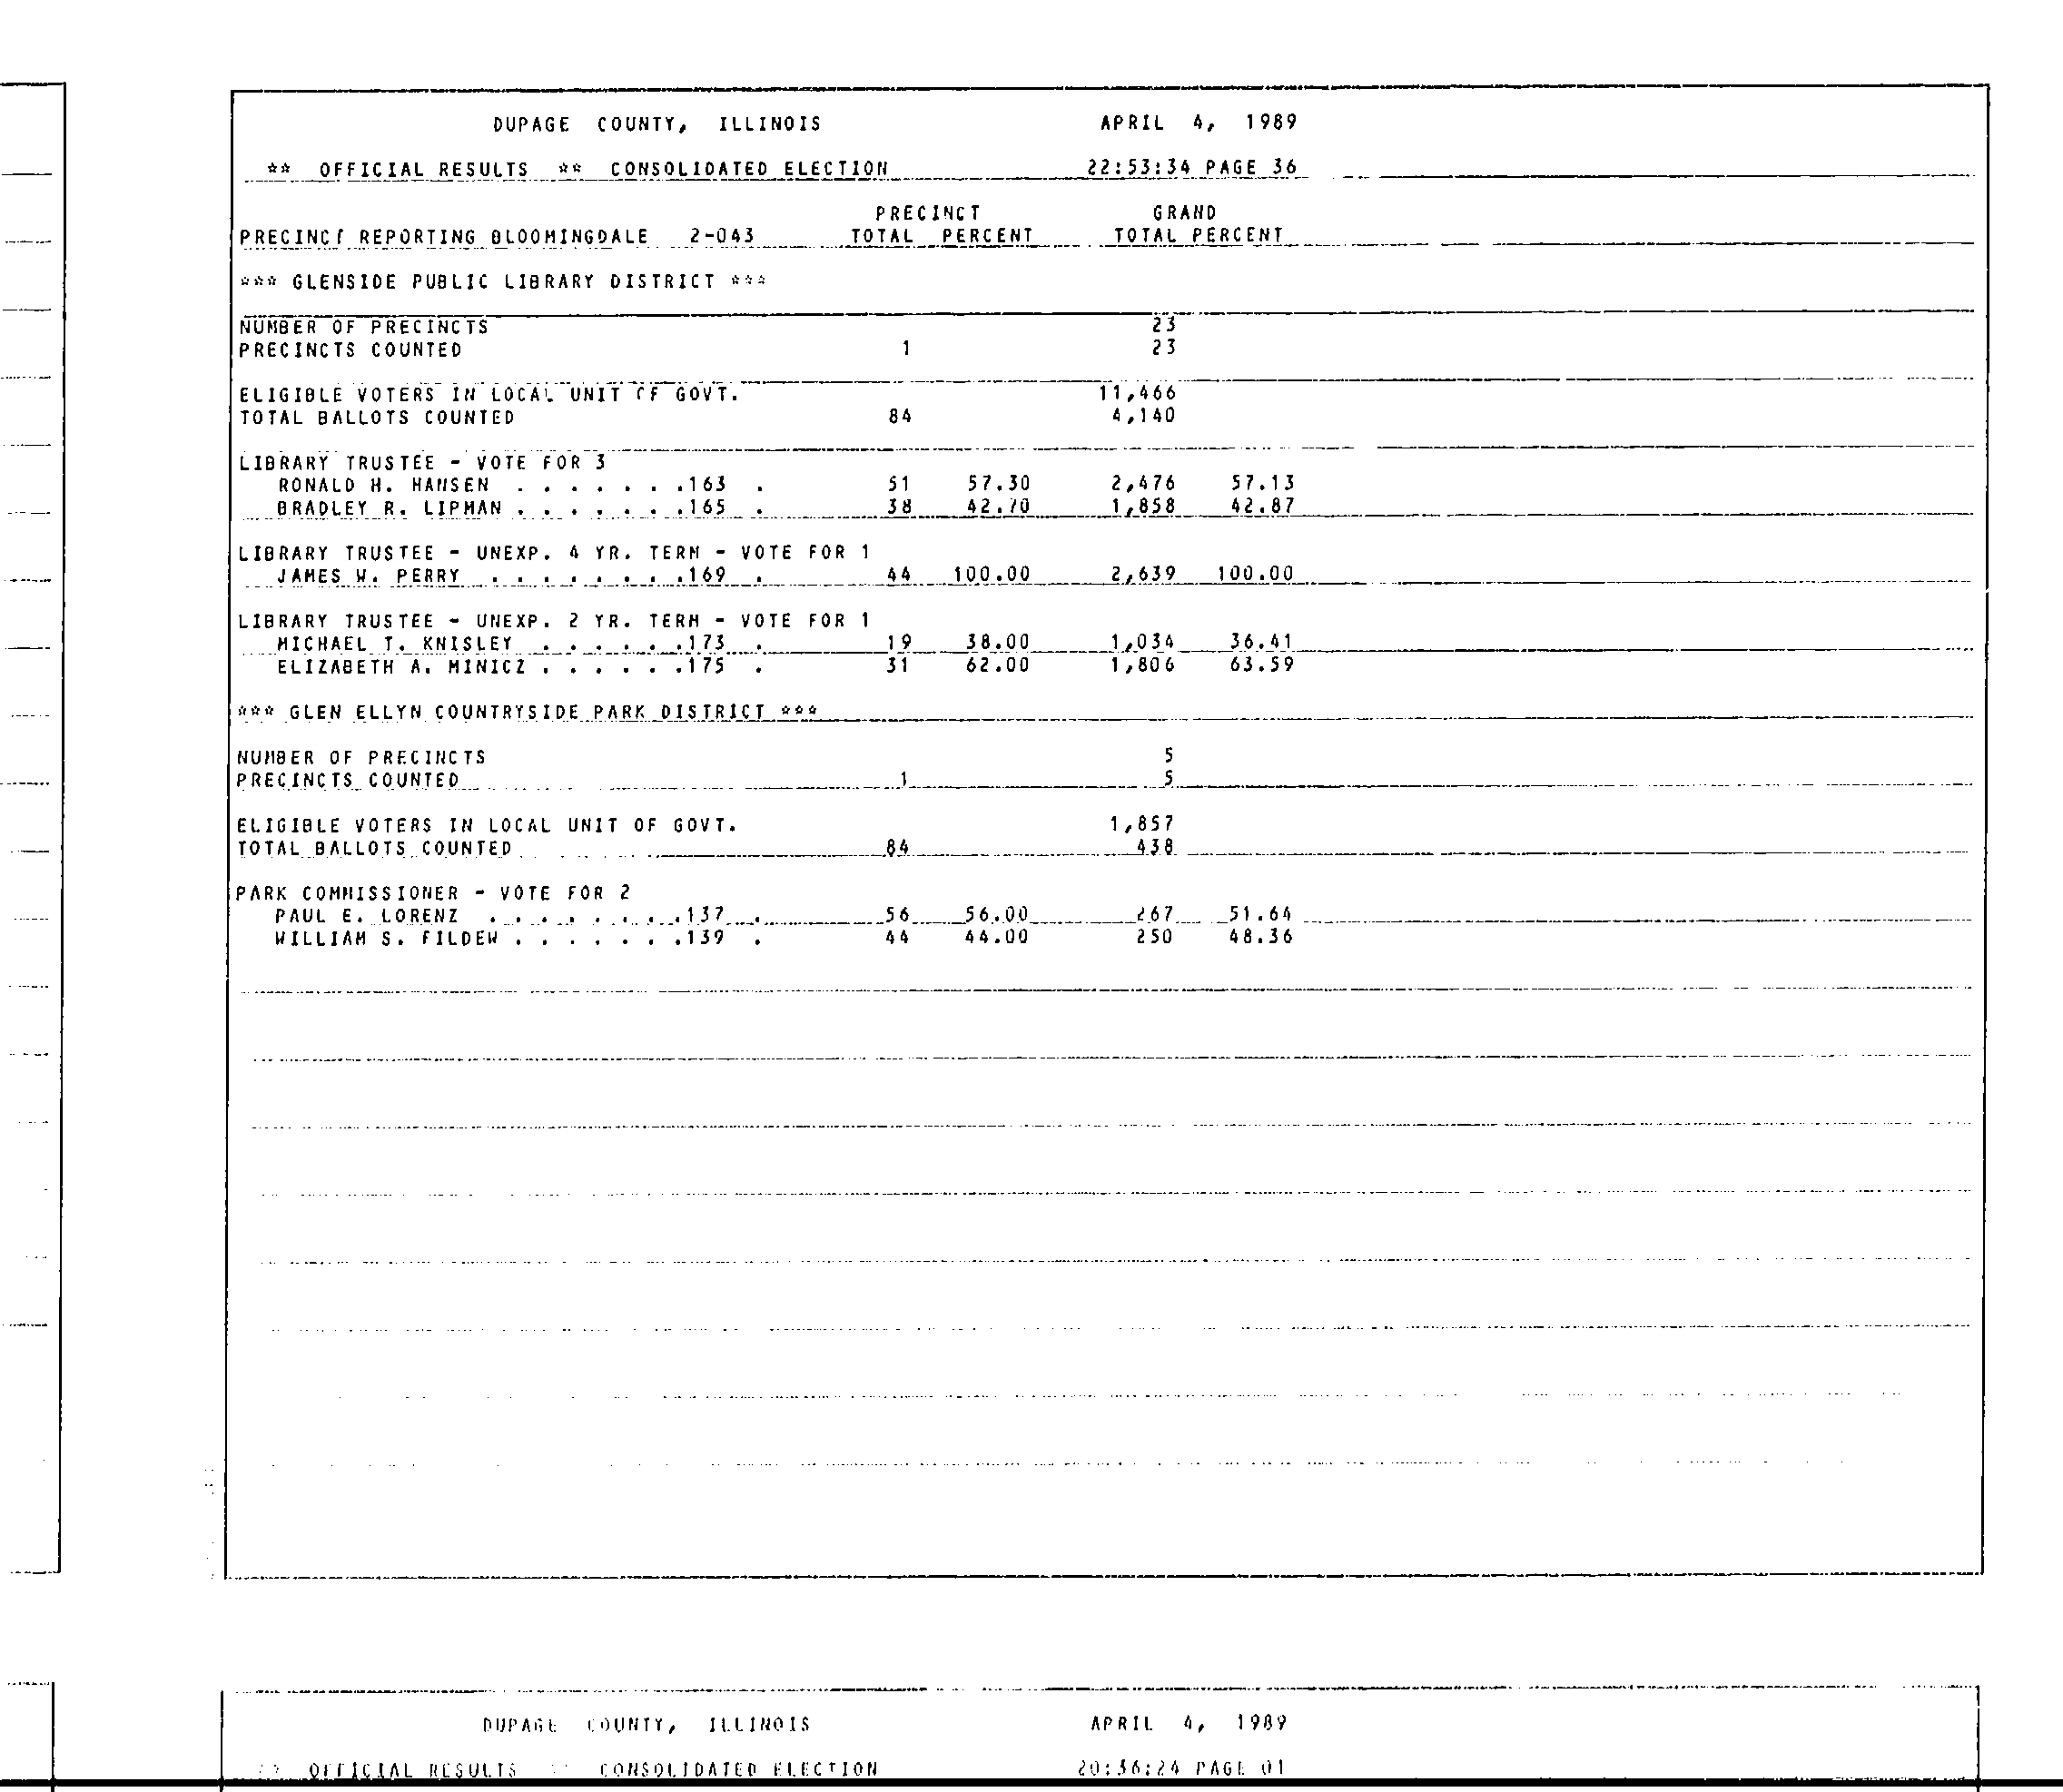 DUPAGE COUNTY, ILLINOIS APRIL 4, 1989
** OFFICIAL RESULTS ** CONSOLIDATED ELECTION 22:53:34 PAGE 36
PRECINCT GRAND
PRECINCT REPORTING BLOOMINGDALE 2-043 TOTAL PERCENT TOTAL PERCENT
*** GLENSIDE PUBLIC LIBRARY DISTRICT ***
NUMBER OF PRECINCTS 23
PRECINCTS COUNTED 1 23
ELIGIBLE VOTERS IN LOCAL UNIT OF GOVT. 11,466
TOTAL BALLOTS COUNTED 84 4,140
LIBRARY TRUSTEE - VOTE FOR 3
RONALD H. HANSEN . . . . . . .163 . 51 57.30 2,476 57.13
BRADLEY R. LIPMAN . . . . . . .165 . 38 42.70 1,858 42.87
LIBRARY TRUSTEE - UNEXP. 4 YR. TERM - VOTE FOR 1
JAMES W. PERRY . . . . . . . .169 . 44 100.00 2,639 100.00
LIBRARY TRUSTEE - UNEXP. 2 YR. TERM - VOTE FOR 1
MICHAEL T. KNISLEY . . . . . .173 . 19 38.00 1,034 36.41
ELIZABETH A. MINICZ . . . . . .175 . 31 62.00 1,806 63.59
*** GLEN ELLYN COUNTRYSIDE PARK DISTRICT ***
NUMBER OF PRECINCTS 5
PRECINCTS COUNTED 1 5
ELIGIBLE VOTERS IN LOCAL UNIT OF GOVT. 1,857
TOTAL BALLOTS COUNTED 84 438
PARK COMMISSIONER - VOTE FOR 2
PAUL E. LORENZ . . . . . . . .137 . 56 56.00 267 51.64
WILLIAM S. FILDEW . . . . . . .139 . 44 44.00 250 48.36
DUPAGE COUNTY, ILLINOIS APRIL 4, 1989
OFFICIAL RESULTS CONSOLIDATED ELECTION 20:36:24 PAGE 01